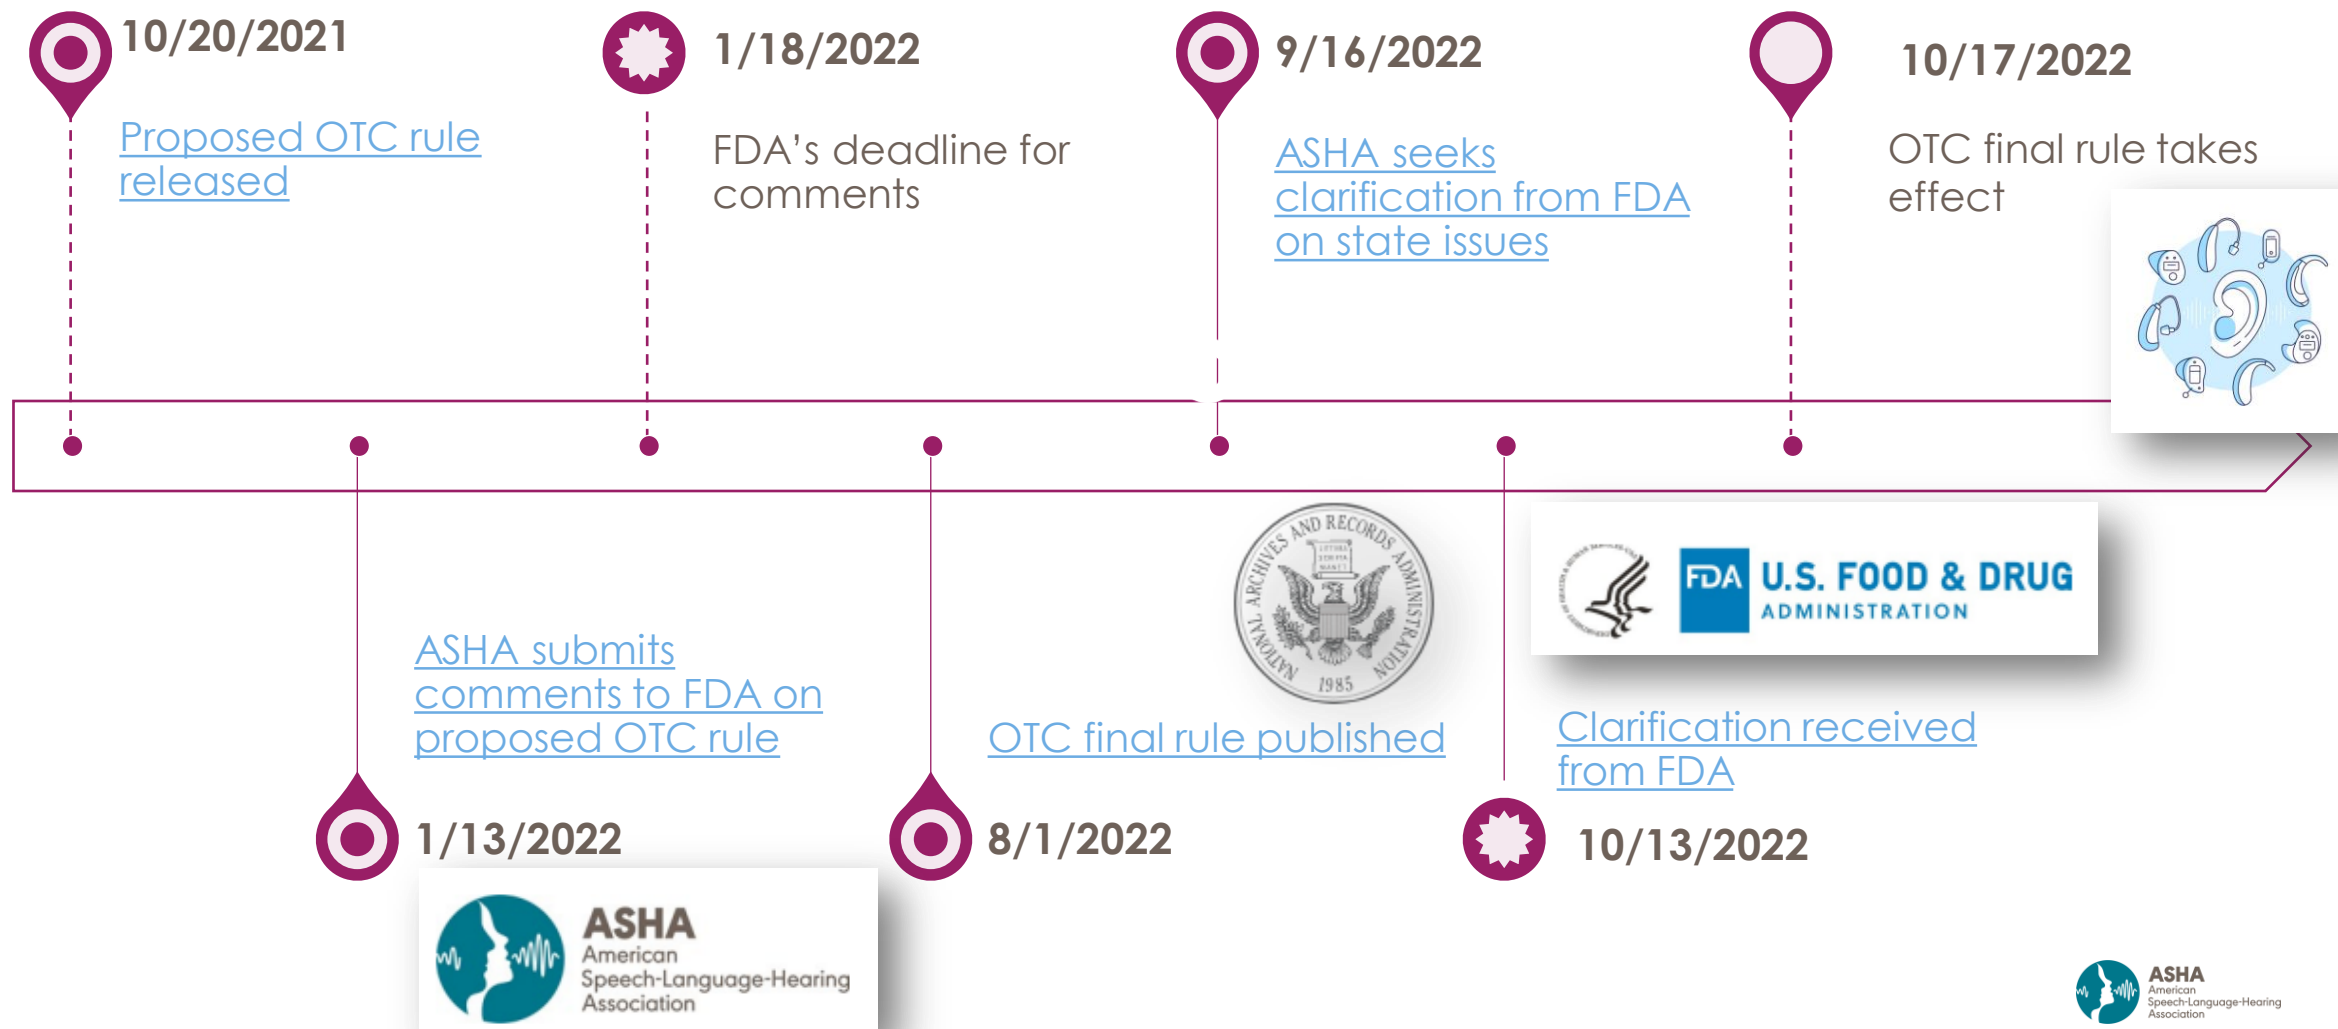 10/20/2021
Proposed OTC rule
released
1/18/2022
FDA's deadline for
comments
9/16/2022
ASHA seeks
clarification from FDA
on state issues
10/17/2022
OTC final rule takes
effect
ASHA submits
comments to FDA on
proposed OTC rule
1/13/2022
ASHA
American
Speech-Language-Hearing
Association
NATIONAL ARCHIVES AND RECORDS ADMINISTRATION
1985
OTC final rule published
8/1/2022
FDA U.S. FOOD & DRUG
ADMINISTRATION
Clarification received
from FDA
10/13/2022
ASHA
American
Speech-Language-Hearing
Association